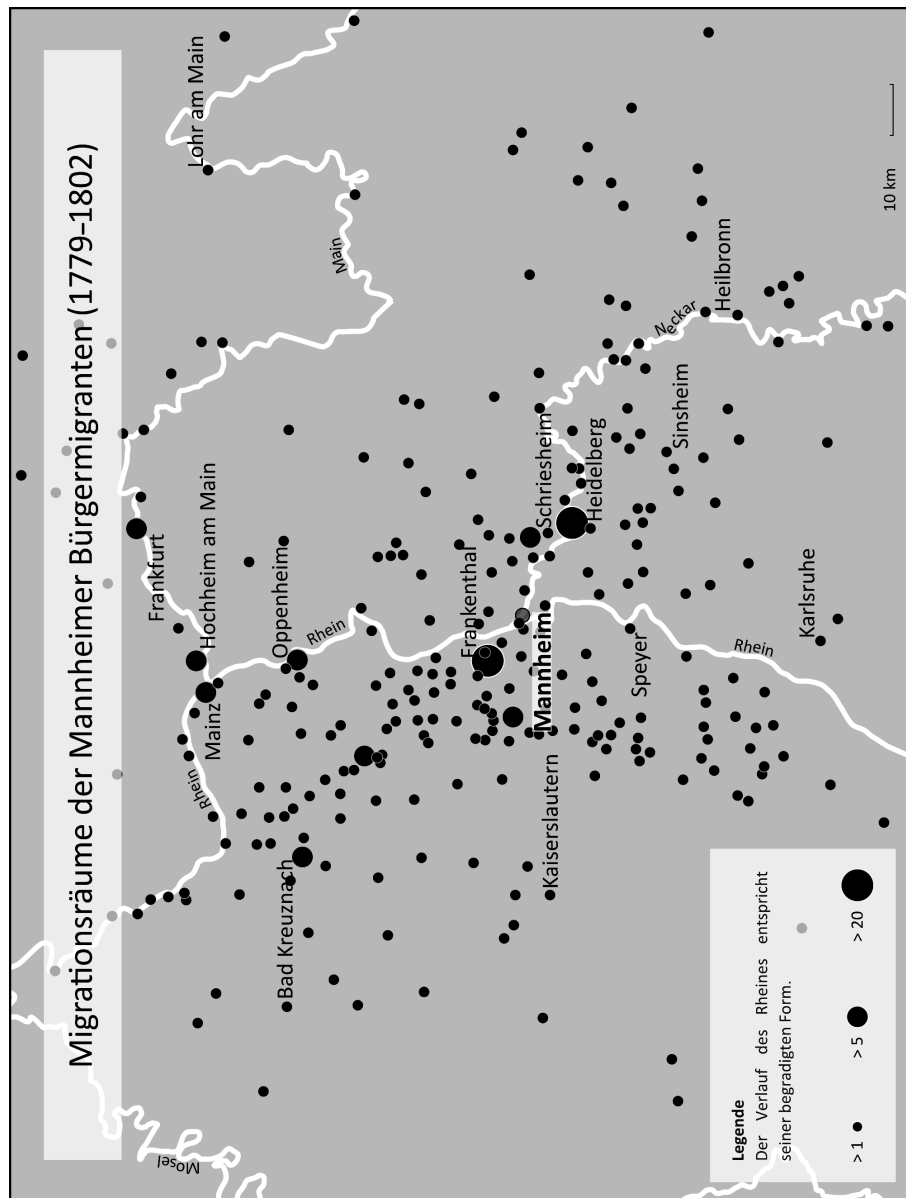 Migrationsräume der Mannheimer Bürgermigranten (1779–1802)
Lohr am Main
Main
Frankfurt
Hochheim am Main
Mainz
Rhein
Oppenheim
Rhein
Bad Kreuznach
Mosel
Frankenthal
Mannheim
Schriesheim
Heidelberg
Neckar
Heilbronn
Sinsheim
Kaiserslautern
Speyer
Rhein
Karlsruhe
10 km
Legende
Der Verlauf des Rheines entspricht
seiner begradigten Form.
> 1
> 5
> 20